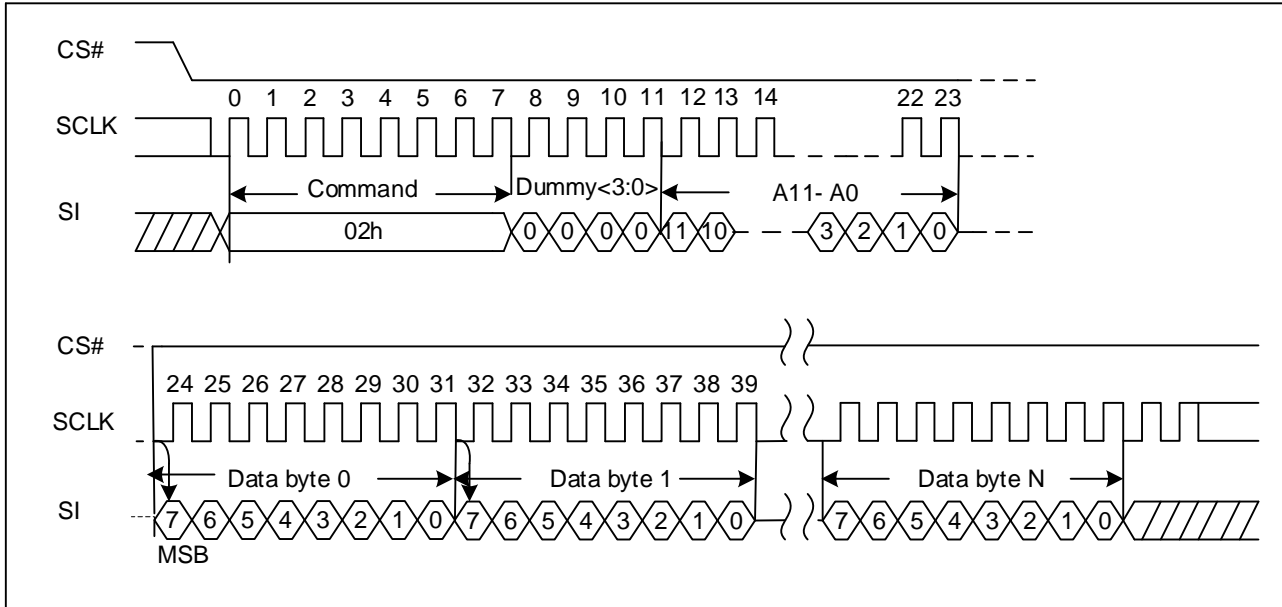 CS#
0 1 2 3 4 5 6 7 8 9 10 11 12 13 14 22 23
SCLK
Command Dummy<3:0> A11- A0
SI
02h 0 0 0 0 11 10 3 2 1 0
CS#
24 25 26 27 28 29 30 31 32 33 34 35 36 37 38 39
SCLK
Data byte 0 Data byte 1 Data byte N
SI
7 6 5 4 3 2 1 0 7 6 5 4 3 2 1 0 7 6 5 4 3 2 1 0
MSB